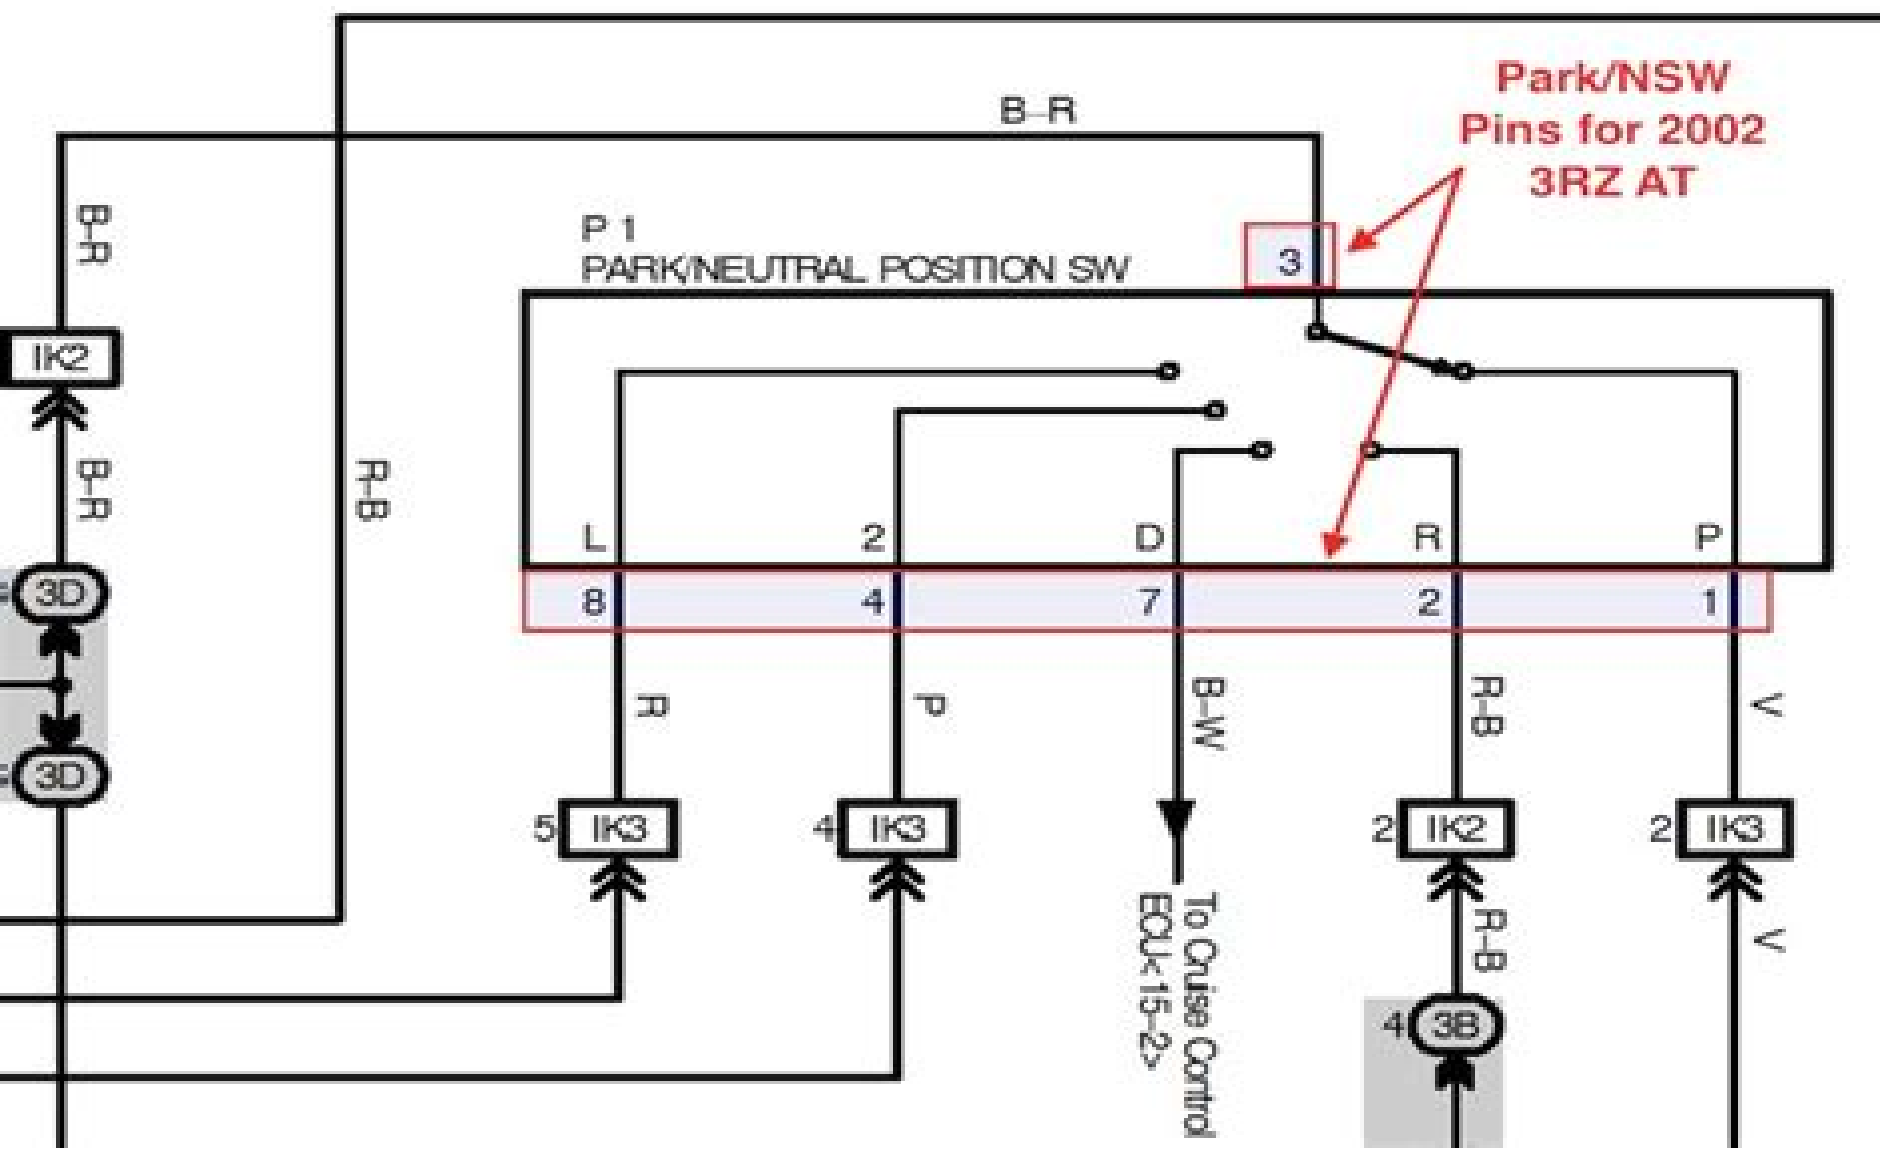 Park/NSW
Pins for 2002
3RZ AT
B-R
P 1
PARK/NEUTRAL POSITION SW
3
B-R
IK2
B-R
R-B
L 2 D R P
8 4 7 2 1
3D
3D
R P B-W R-B V
5 IK3 4 IK3 2 IK2 2 IK3
To Cruise Control
ECU<15-2>
R-B V
4 3B